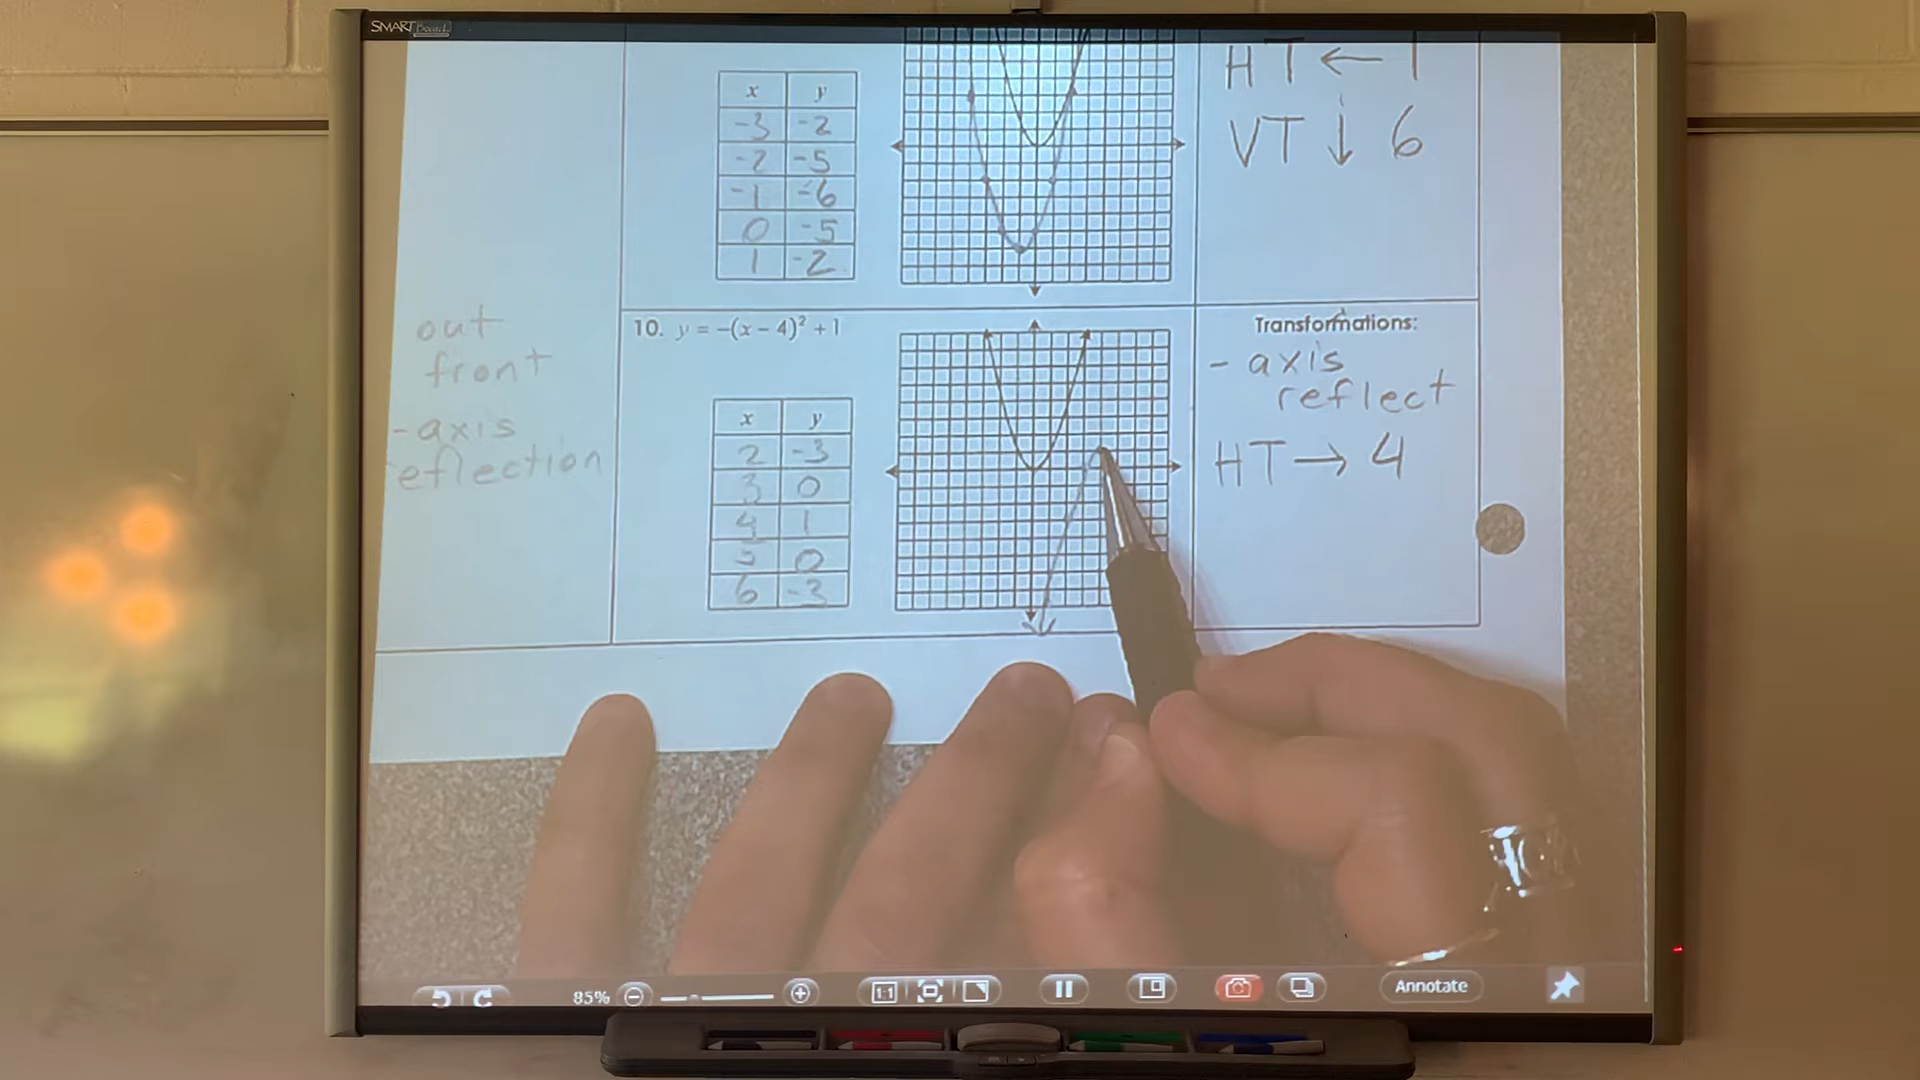 SMART Board
x y
-3 -2
-2 -5
-1 -6
0 -5
1 -2
HT ← 1
VT ↓ 6
out
front
-axis
eflection
10. y = -(x - 4)² + 1
x y
2 -3
3 0
4 1
5 0
6 -3
Transformations:
- axis
reflect
HT → 4
85%
1:1
Annotate